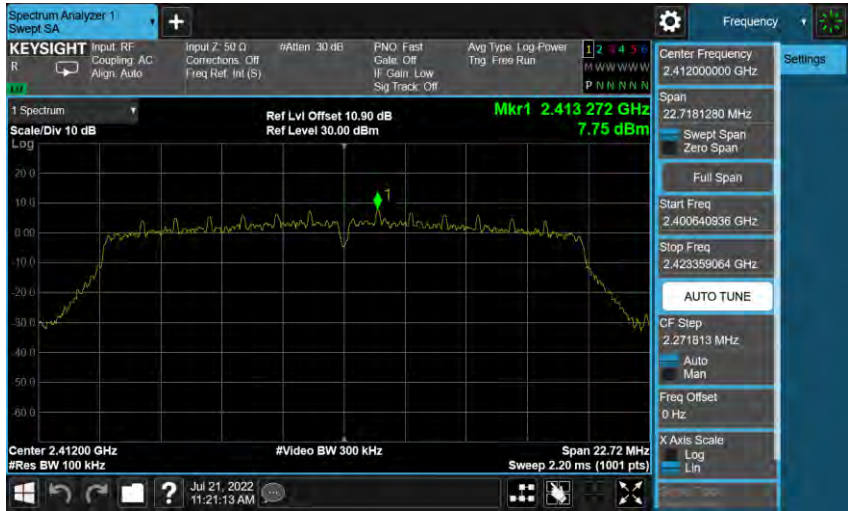 Spectrum Analyzer 1
Swept SA
+
Frequency
KEYSIGHT
R
Input: RF
Coupling: AC
Align: Auto
Input Z: 50 Ω
Corrections: Off
Freq Ref: Int (S)
#Atten: 30 dB
PNO: Fast
Gate: Off
IF Gain: Low
Sig Track: Off
Avg Type: Log-Power
Trig: Free Run
1 2 3 4 5 6
M W W W W W
P N N N N N
1 Spectrum
Scale/Div 10 dB
Ref Lvl Offset 10.90 dB
Ref Level 30.00 dBm
Mkr1 2.413 272 GHz
7.75 dBm
Log
20.0
10.0
0.00
-10.0
-20.0
-30.0
-40.0
-50.0
-60.0
1
Center 2.41200 GHz
#Res BW 100 kHz
#Video BW 300 kHz
Span 22.72 MHz
Sweep 2.20 ms (1001 pts)
Jul 21, 2022
11:21:13 AM
?
Center Frequency
2.412000000 GHz
Span
22.7181280 MHz
Swept Span
Zero Span
Full Span
Start Freq
2.400640936 GHz
Stop Freq
2.423359064 GHz
AUTO TUNE
CF Step
2.271813 MHz
Auto
Man
Freq Offset
0 Hz
X Axis Scale
Log
Lin
Settings